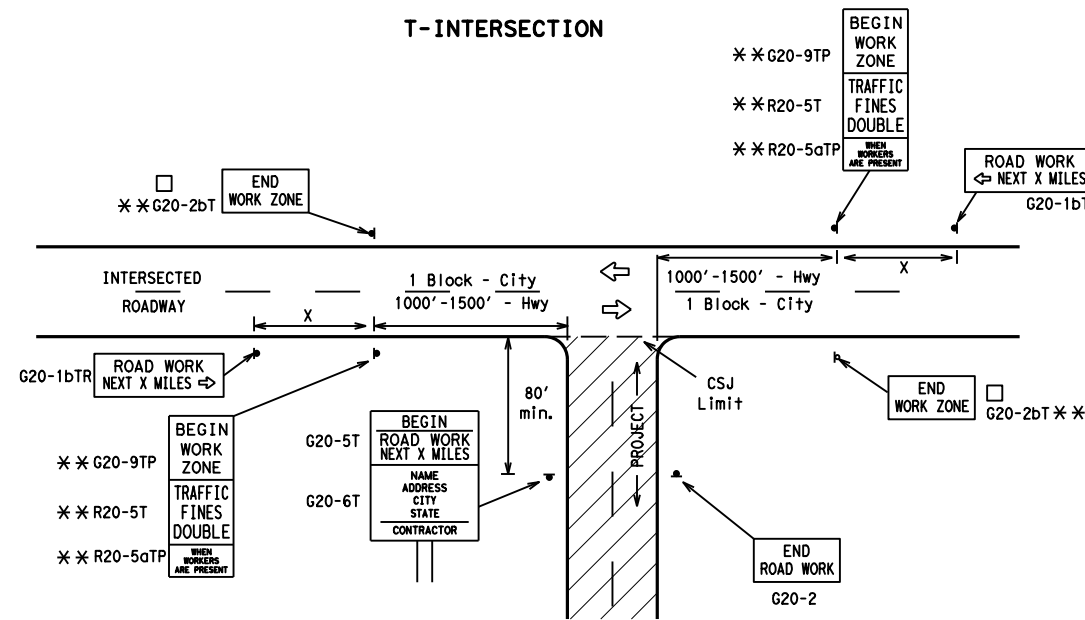 T-INTERSECTION
BEGIN
WORK
ZONE
TRAFFIC
FINES
DOUBLE
WHEN
WORKERS
ARE PRESENT
**G20-9TP
**R20-5T
**R20-5aTP
ROAD WORK
⇦ NEXT X MILES
G20-1bT
END
WORK ZONE
□
**G20-2bT
INTERSECTED
ROADWAY
1 Block - City
1000'-1500' - Hwy
X
1000'-1500' - Hwy
1 Block - City
X
G20-1bTR
ROAD WORK
NEXT X MILES ⇨
80'
min.
CSJ
Limit
PROJECT
END
WORK ZONE
□
G20-2bT**
BEGIN
WORK
ZONE
TRAFFIC
FINES
DOUBLE
WHEN
WORKERS
ARE PRESENT
**G20-9TP
**R20-5T
**R20-5aTP
G20-5T
BEGIN
ROAD WORK
NEXT X MILES
G20-6T
NAME
ADDRESS
CITY
STATE
CONTRACTOR
END
ROAD WORK
G20-2